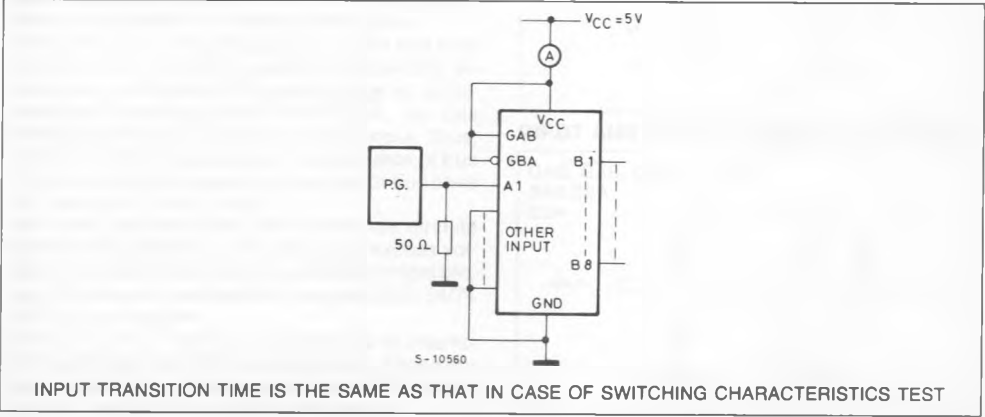 VCC = 5V
A
VCC
GAB
GBA
B1
P.G.
A1
50 Ω
OTHER
INPUT
B8
GND
S-10560
INPUT TRANSITION TIME IS THE SAME AS THAT IN CASE OF SWITCHING CHARACTERISTICS TEST